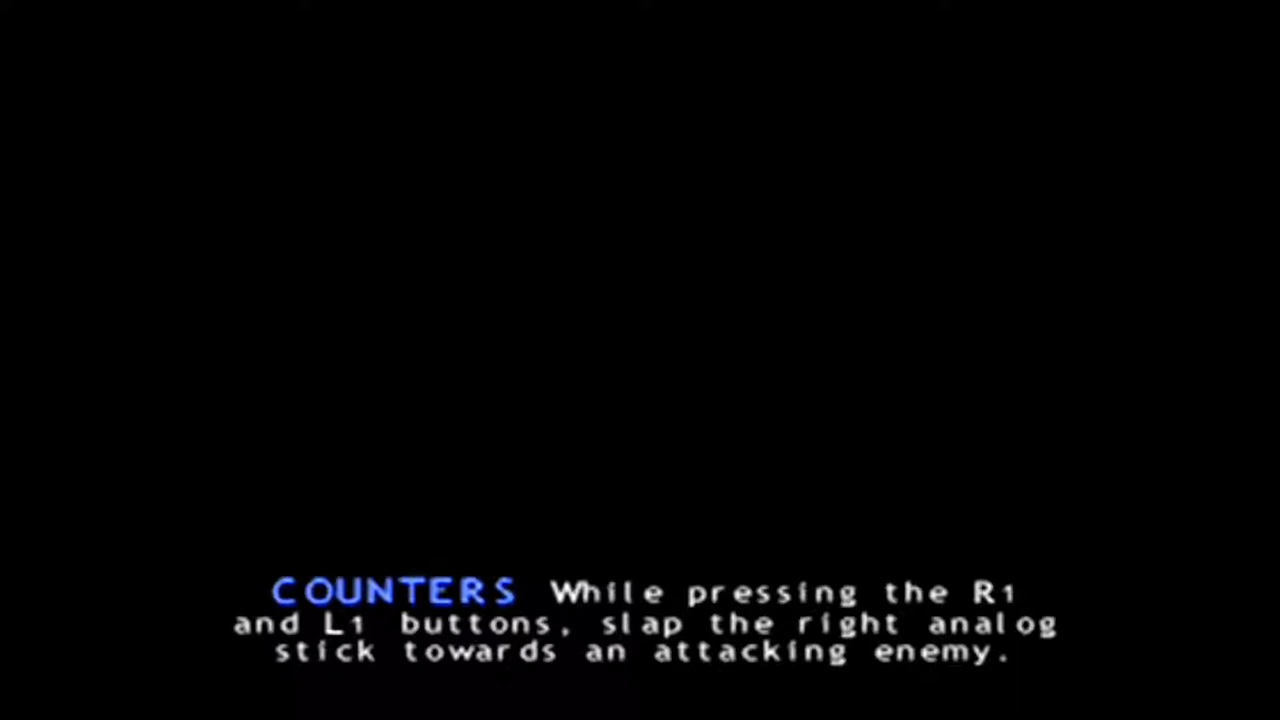 COUNTERS While pressing the R1
and L1 buttons, slap the right analog
stick towards an attacking enemy.